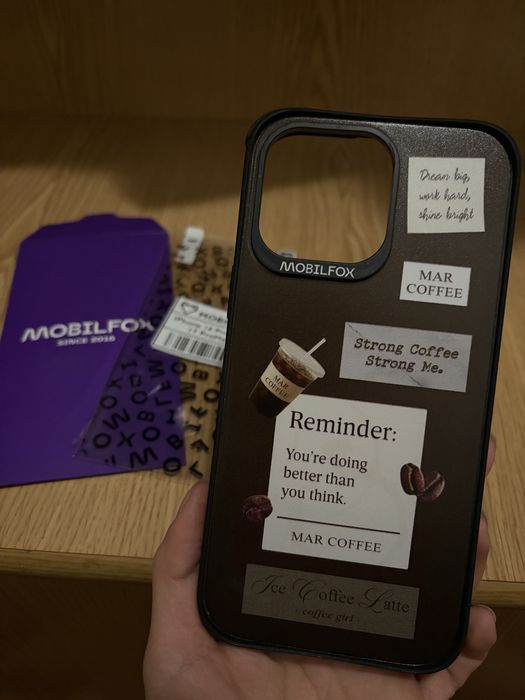 MOBILFOX
Dream big,
work hard,
shine bright
MAR
COFFEE
Strong Coffee
Strong Me.
MAR
COFFEE
Reminder:
You're doing
better than
you think.
MAR COFFEE
Ice Coffee Latte
coffee girl
MOBILFOX
SINCE 2016